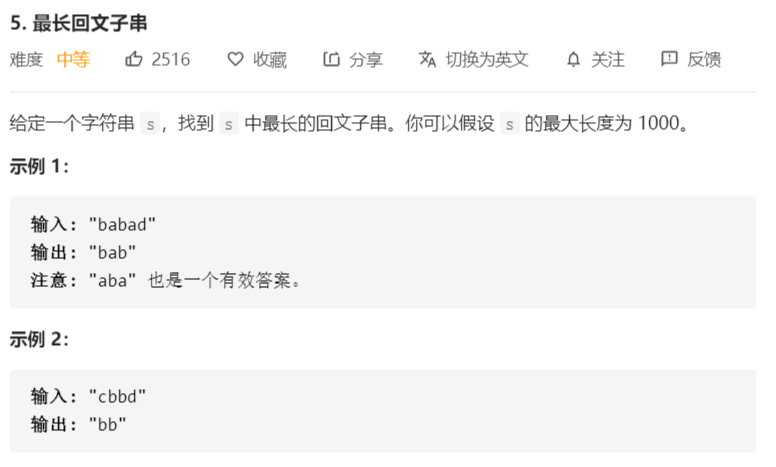 5. 最长回文子串
难度 中等 2516 收藏 分享 切换为英文 关注 反馈
给定一个字符串 s，找到 s 中最长的回文子串。你可以假设 s 的最大长度为 1000。
示例 1：
输入: "babad"
输出: "bab"
注意: "aba" 也是一个有效答案。
示例 2：
输入: "cbbd"
输出: "bb"